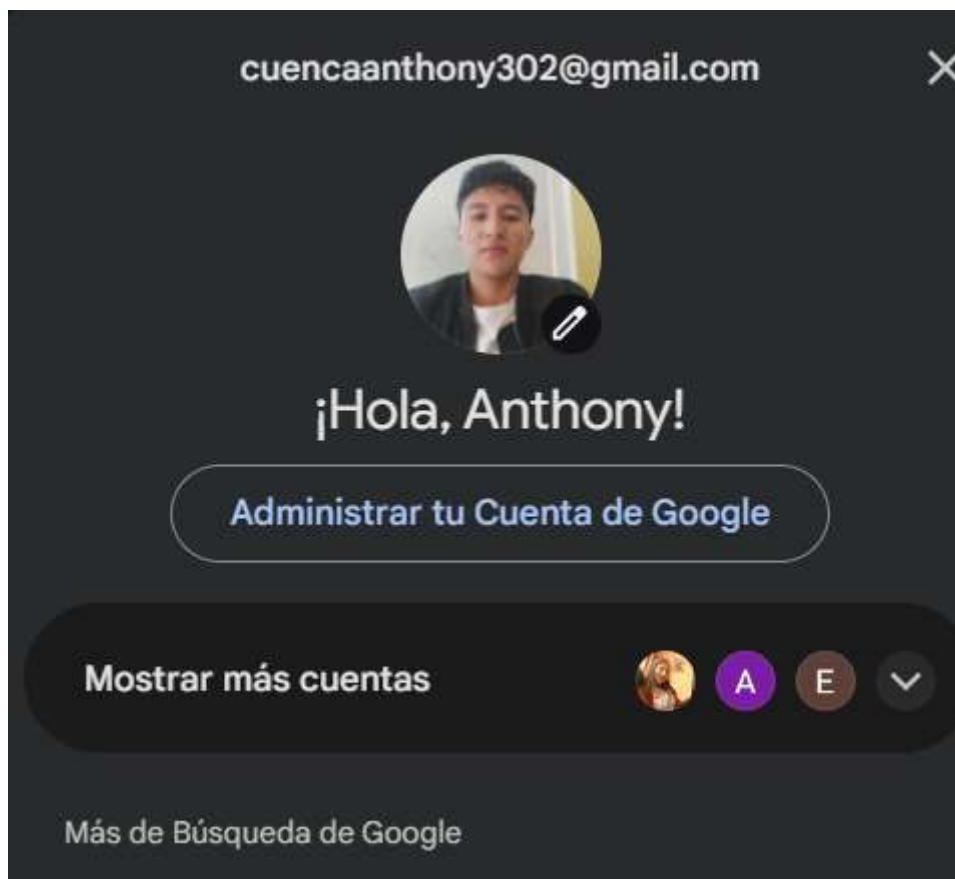 cuencaanthony302@gmail.com
¡Hola, Anthony!
Administrar tu Cuenta de Google
Mostrar más cuentas
A
E
Más de Búsqueda de Google